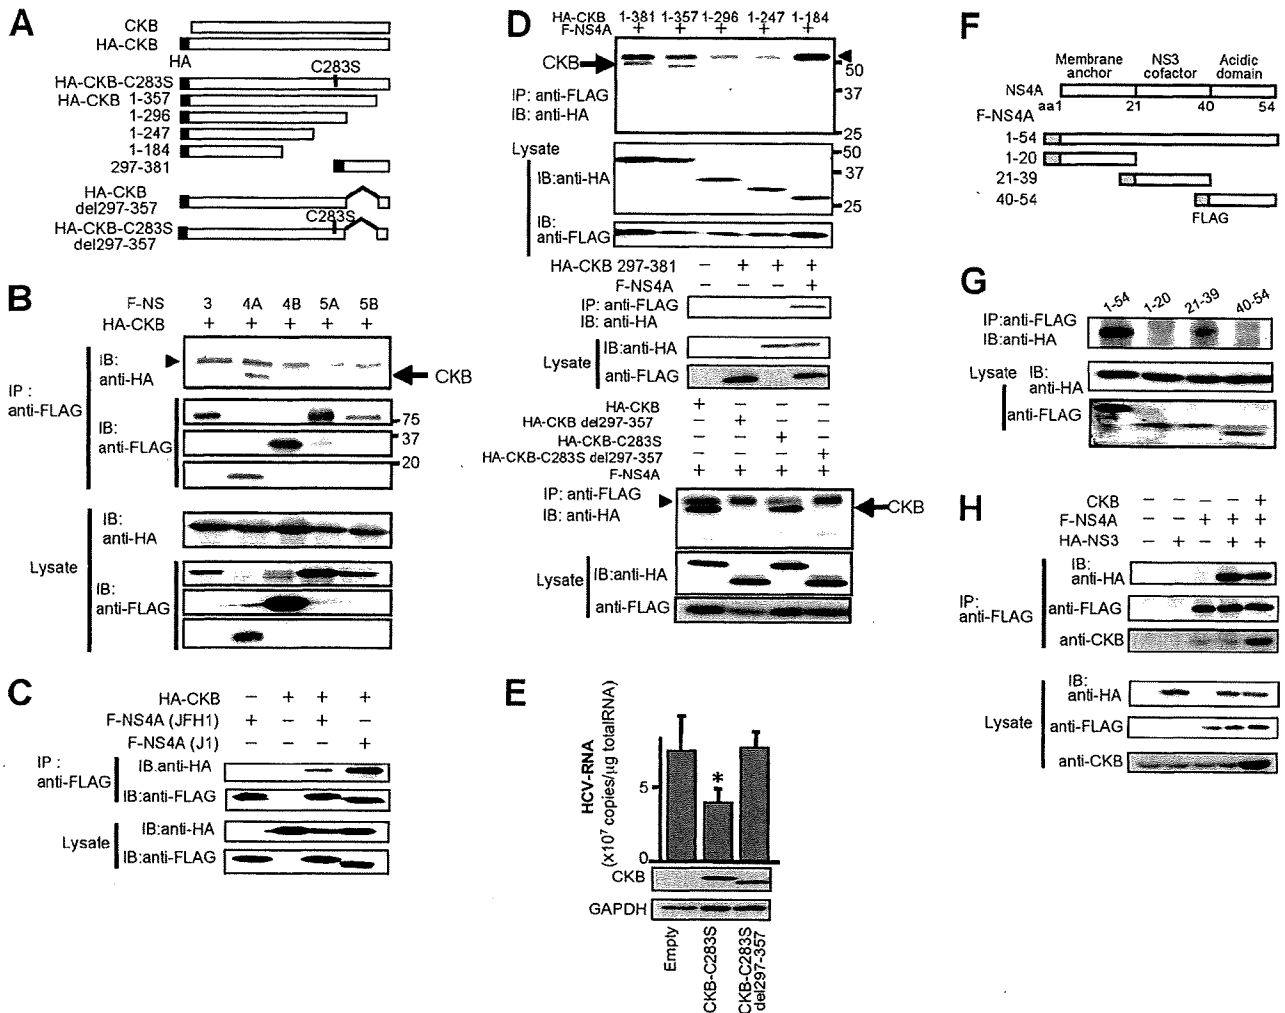 A
CKB
HA-CKB
HA
C283S
HA-CKB-C283S
HA-CKB 1-357
1-296
1-247
1-184
297-381
HA-CKB
del297-357
C283S
HA-CKB-C283S
del297-357
B
F-NS 3 4A 4B 5A 5B
HA-CKB + + + + +
IP :
anti-FLAG
IB:
anti-HA
CKB
IB:
anti-FLAG
75
37
20
Lysate
IB:
anti-HA
IB:
anti-FLAG
C
HA-CKB − + + +
F-NS4A (JFH1) + − + −
F-NS4A (J1) − − − +
IP :
anti-FLAG
IB.anti-HA
IB:anti-FLAG
Lysate
IB:anti-HA
IB:anti-FLAG
D
HA-CKB 1-381 1-357 1-296 1-247 1-184
F-NS4A + + + + +
CKB
50
37
25
IP: anti-FLAG
IB: anti-HA
Lysate
IB:anti-HA
50
37
25
IB:
anti-FLAG
HA-CKB 297-381 − + + +
F-NS4A − + − +
IP: anti-FLAG
IB: anti-HA
Lysate
IB:anti-HA
anti-FLAG
HA-CKB +
HA-CKB del297-357 +
HA-CKB-C283S +
HA-CKB-C283S del297-357 +
F-NS4A + + + +
IP: anti-FLAG
IB: anti-HA
CKB
Lysate
IB:anti-HA
anti-FLAG
E
HCV-RNA
(x10⁷ copies/μg totalRNA)
5
0
*
CKB
GAPDH
Empty
CKB-C283S
CKB-C283S
del297-357
F
Membrane anchor
NS3 cofactor
Acidic domain
NS4A
aa1 21 40 54
F-NS4A
1-54
1-20
21-39
40-54
FLAG
G
1-54 1-20 21-39 40-54
IP:anti-FLAG
IB:anti-HA
Lysate
IB:
anti-HA
anti-FLAG
H
CKB − − − − +
F-NS4A − − + + +
HA-NS3 − + − + +
IP:
anti-FLAG
IB:
anti-HA
anti-FLAG
anti-CKB
Lysate
IB:
anti-HA
anti-FLAG
anti-CKB